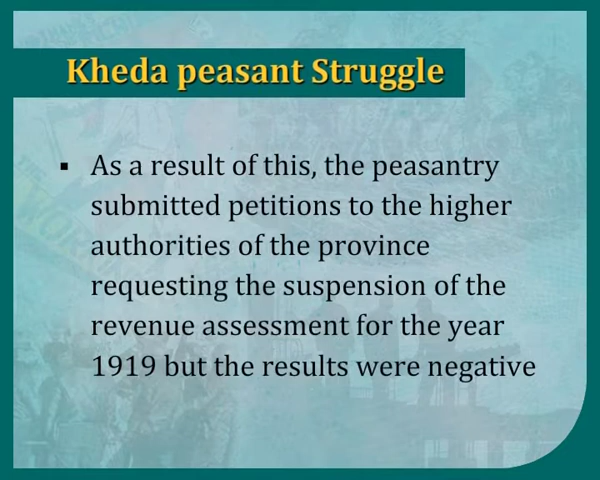 Kheda peasant Struggle
▪ As a result of this, the peasantry
submitted petitions to the higher
authorities of the province
requesting the suspension of the
revenue assessment for the year
1919 but the results were negative